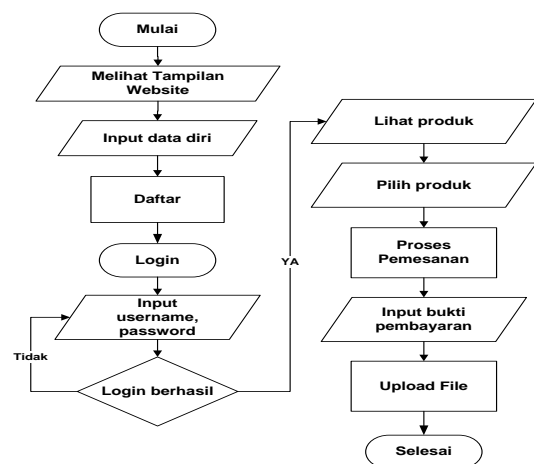 Mulai
Melihat Tampilan
Website
Input data diri
Daftar
Login
Input
username,
password
Tidak
Login berhasil
YA
Lihat produk
Pilih produk
Proses
Pemesanan
Input bukti
pembayaran
Upload File
Selesai